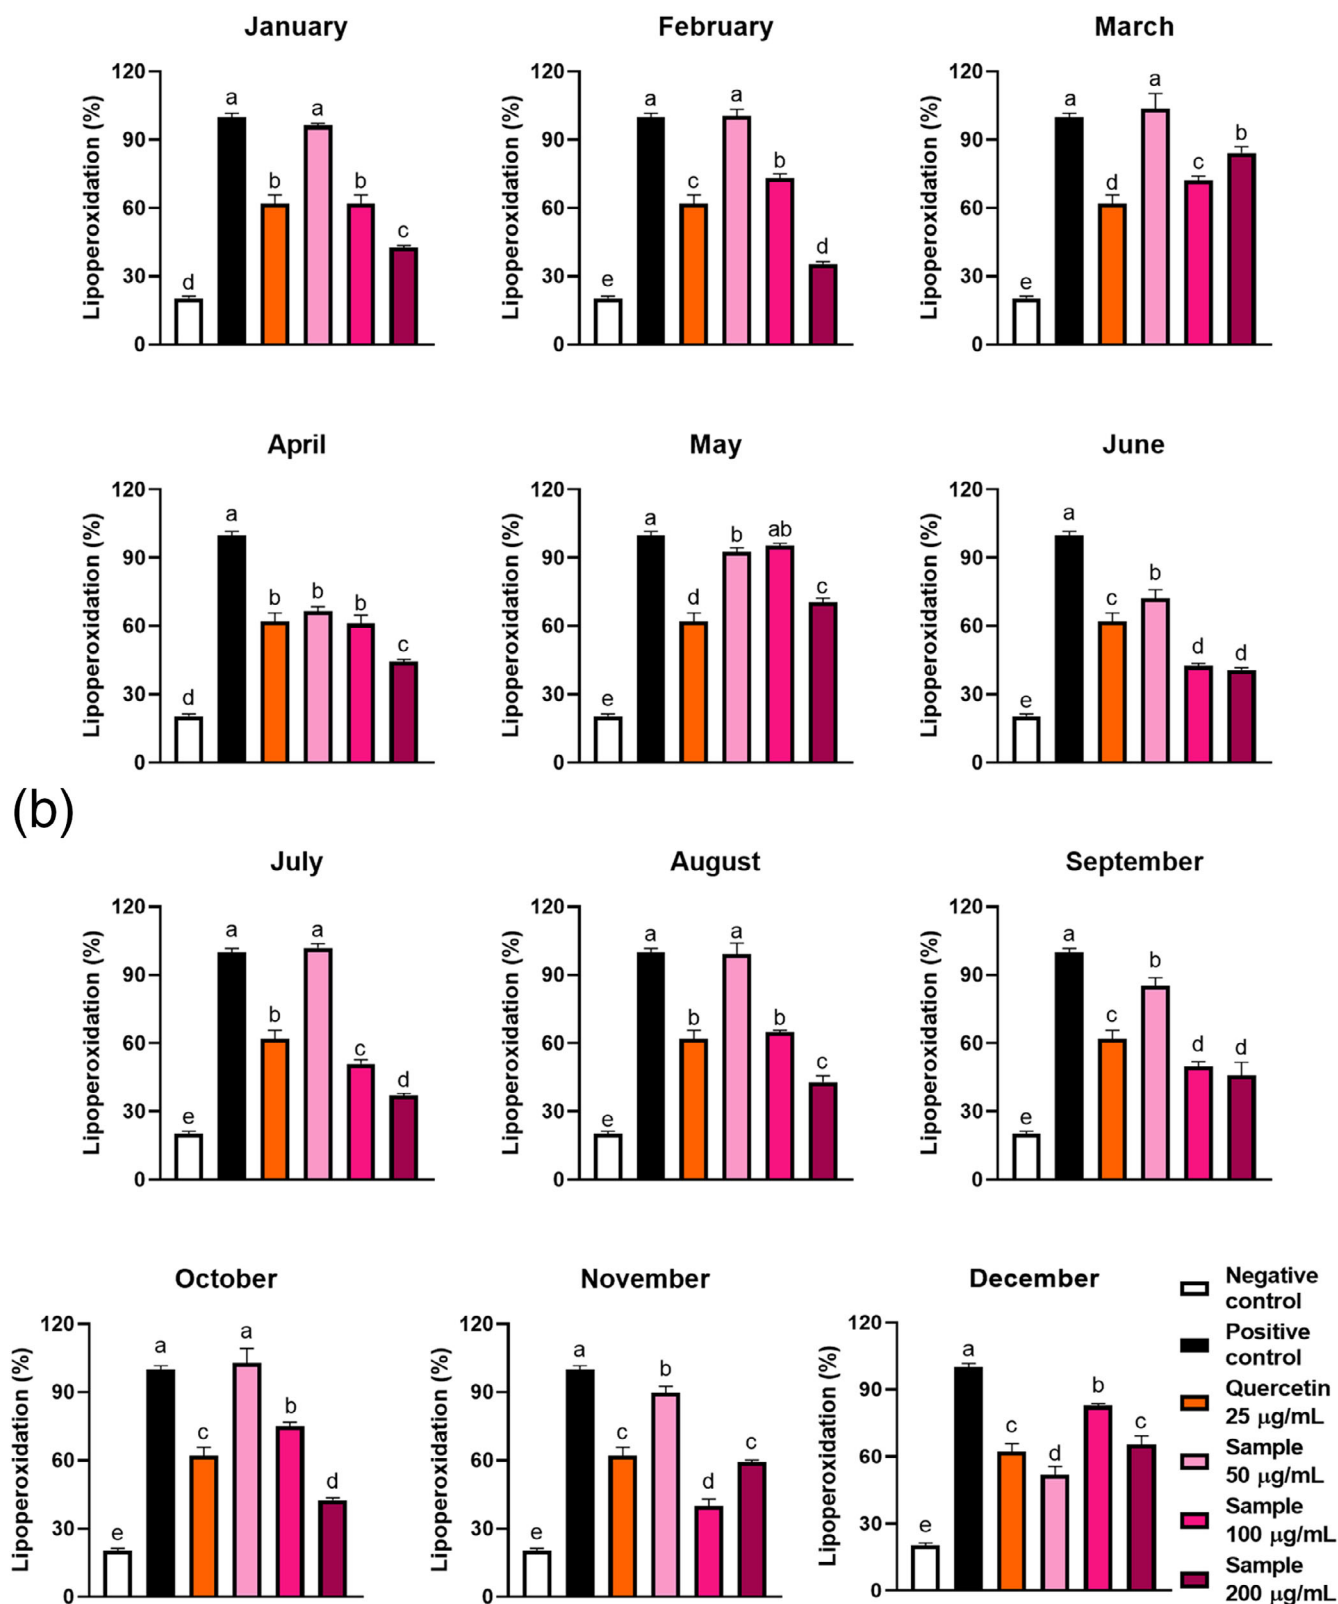 January
February
March
Lipoperoxidation (%)
120
90
60
30
0
d
a
b
a
b
c
Lipoperoxidation (%)
120
90
60
30
0
e
a
c
a
b
d
Lipoperoxidation (%)
120
90
60
30
0
e
a
d
a
c
b
April
May
June
Lipoperoxidation (%)
120
90
60
30
0
d
a
b
b
b
c
Lipoperoxidation (%)
120
90
60
30
0
e
a
d
b
ab
c
Lipoperoxidation (%)
120
90
60
30
0
e
a
c
b
d
d
(b)
July
August
September
Lipoperoxidation (%)
120
90
60
30
0
e
a
b
a
c
d
Lipoperoxidation (%)
120
90
60
30
0
e
a
b
a
b
c
Lipoperoxidation (%)
120
90
60
30
0
e
a
c
b
d
d
October
November
December
Lipoperoxidation (%)
120
90
60
30
0
e
a
c
a
b
d
Lipoperoxidation (%)
120
90
60
30
0
e
a
c
b
d
c
Lipoperoxidation (%)
120
90
60
30
0
e
a
c
d
b
c
Negative
control
Positive
control
Quercetin
25 µg/mL
Sample
50 µg/mL
Sample
100 µg/mL
Sample
200 µg/mL